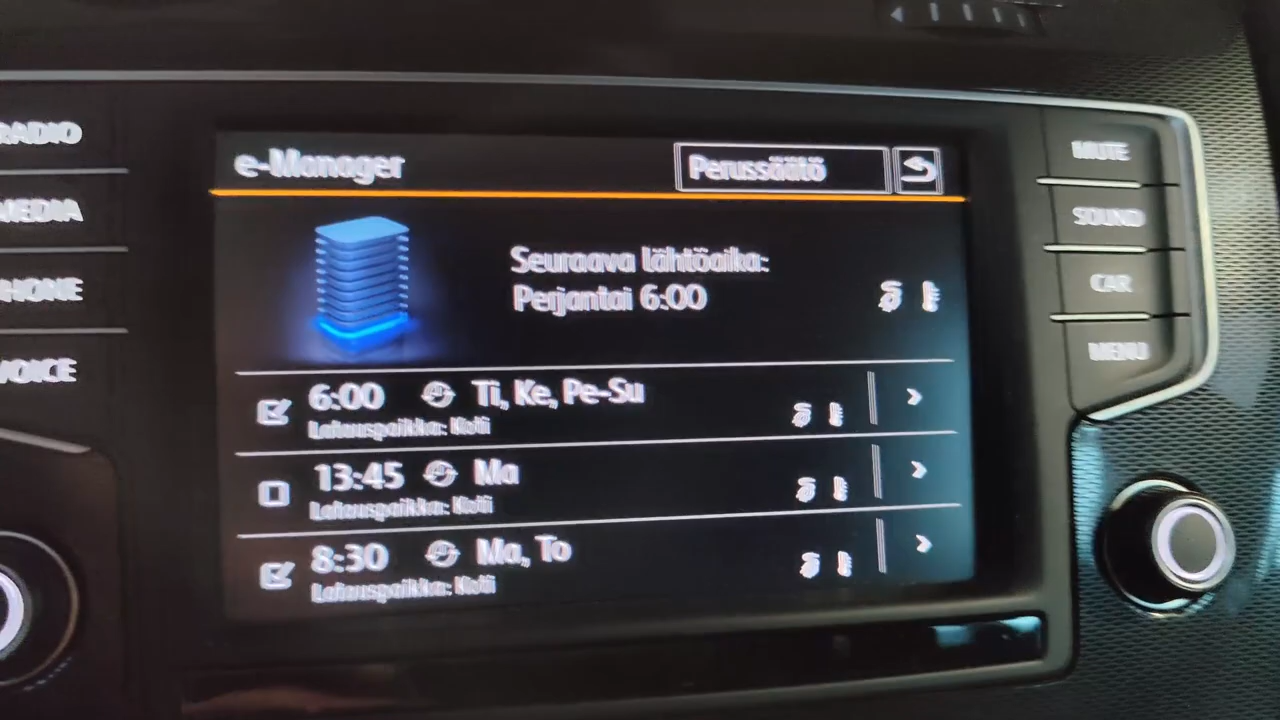 RADIO
MEDIA
PHONE
VOICE
e-Manager
Perussäätö
Seuraava lähtöaika:
Perjantai 6:00
6:00 Ti, Ke, Pe-Su
Latauspaikka: Koti
13:45 Ma
Latauspaikka: Koti
8:30 Ma, To
Latauspaikka: Koti
MUTE
SOUND
CAR
MENU